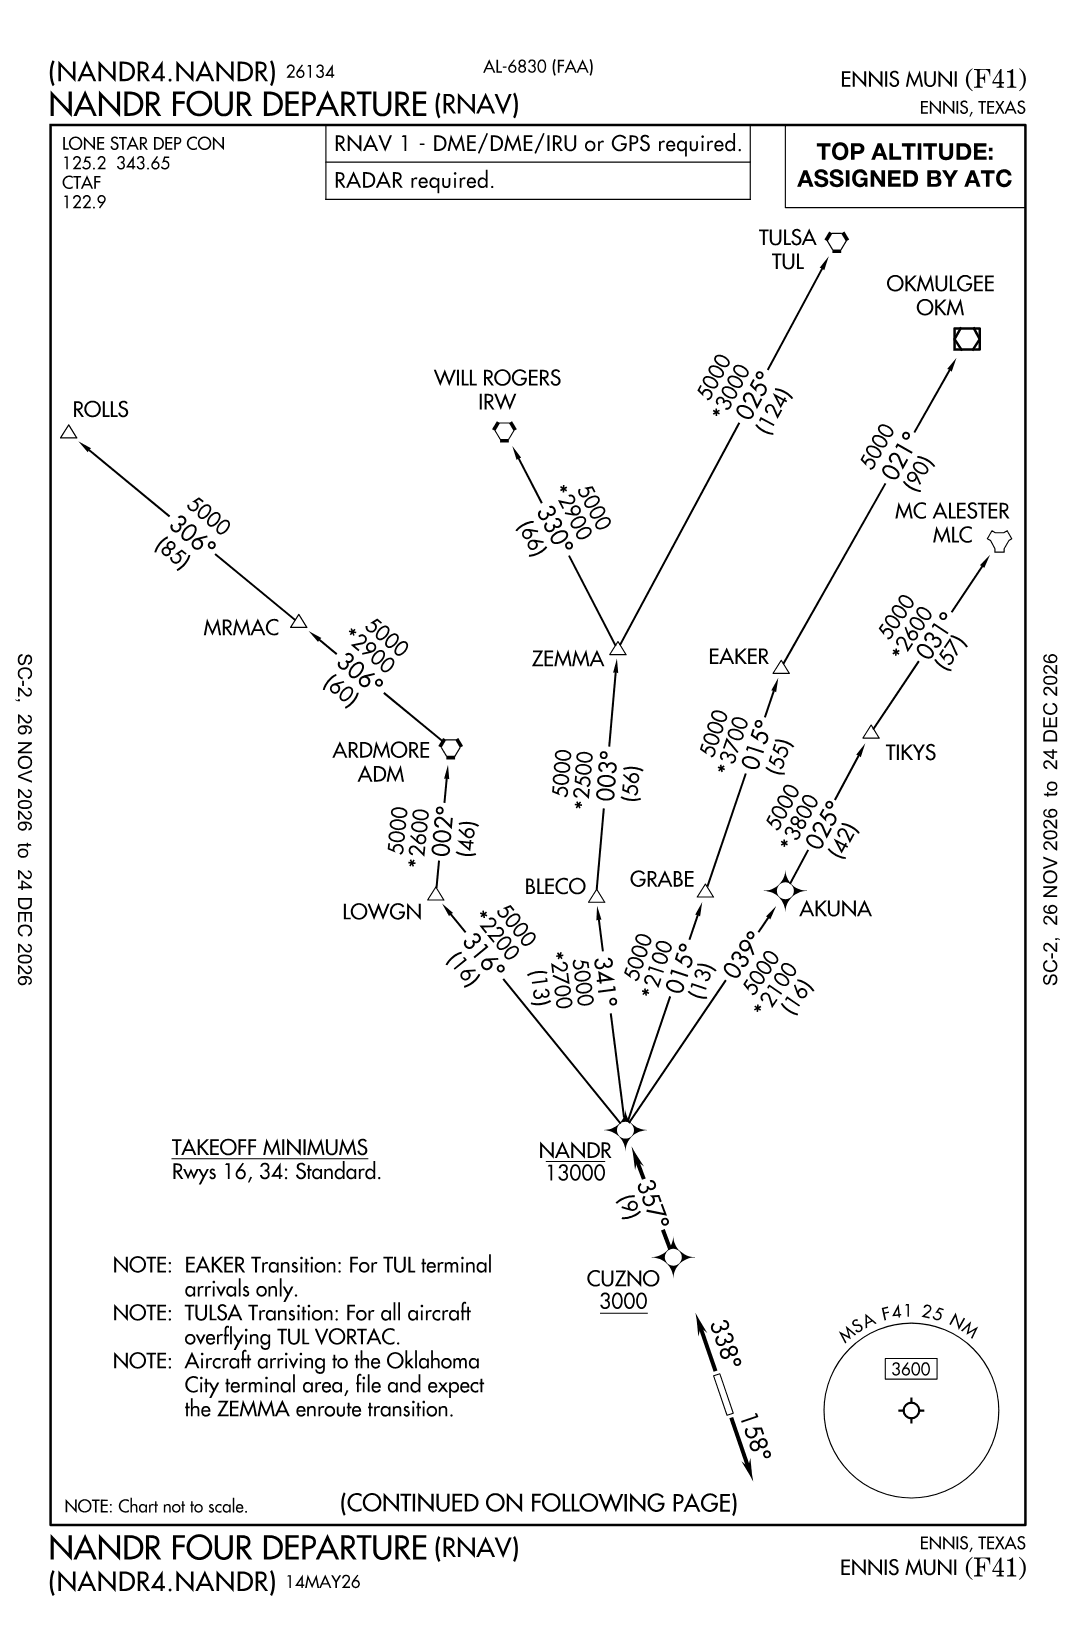 (NANDR4.NANDR) 26134
AL-6830 (FAA)
ENNIS MUNI (F41)
NANDR FOUR DEPARTURE (RNAV)
ENNIS, TEXAS
LONE STAR DEP CON
125.2 343.65
CTAF
122.9
RNAV 1 - DME/DME/IRU or GPS required.
RADAR required.
TOP ALTITUDE:
ASSIGNED BY ATC
TULSA
TUL
OKMULGEE
OKM
5000
*3000
025°
(124)
WILL ROGERS
IRW
ROLLS
5000
021°
(90)
MC ALESTER
MLC
5000
306°
(85)
5000
*2900
330°
(66)
MRMAC
5000
*2900
306°
(60)
ZEMMA
EAKER
5000
*2600
031°
(57)
ARDMORE
ADM
5000
*2500
003°
(56)
5000
*3700
015°
(55)
TIKYS
5000
*2600
002°
(46)
5000
*3800
025°
(42)
LOWGN
BLECO
GRABE
AKUNA
5000
*2200
316°
(16)
341°
5000
*2700
(13)
5000
*2100
015°
(13)
039°
5000
*2100
(16)
NANDR
13000
TAKEOFF MINIMUMS
Rwys 16, 34: Standard.
357°
(9)
CUZNO
3000
NOTE: EAKER Transition: For TUL terminal
arrivals only.
NOTE: TULSA Transition: For all aircraft
overflying TUL VORTAC.
NOTE: Aircraft arriving to the Oklahoma
City terminal area, file and expect
the ZEMMA enroute transition.
338°
158°
MSA F41 25 NM
3600
NOTE: Chart not to scale.
(CONTINUED ON FOLLOWING PAGE)
NANDR FOUR DEPARTURE (RNAV)
ENNIS, TEXAS
(NANDR4.NANDR) 14MAY26
ENNIS MUNI (F41)
SC-2, 26 NOV 2026 to 24 DEC 2026
SC-2, 26 NOV 2026 to 24 DEC 2026